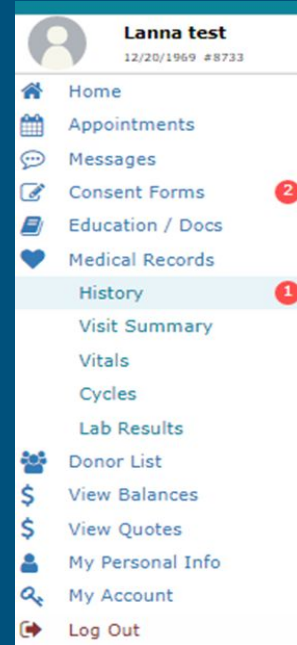 Lanna test
12/20/1969 #8733
Home
Appointments
Messages
Consent Forms 2
Education / Docs
Medical Records
History 1
Visit Summary
Vitals
Cycles
Lab Results
Donor List
$ View Balances
$ View Quotes
My Personal Info
My Account
Log Out